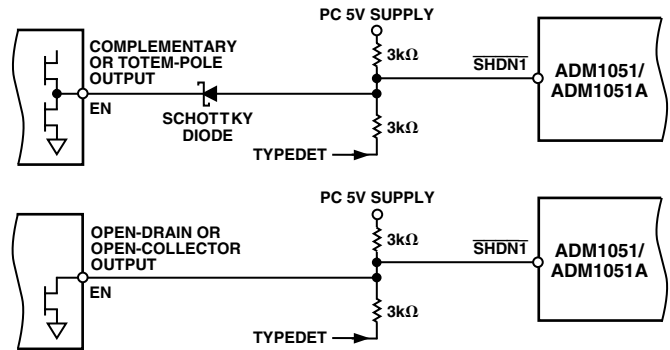 PC 5V SUPPLY
COMPLEMENTARY
OR TOTEM-POLE
OUTPUT
3kΩ
SHDN1
ADM1051/
ADM1051A
EN
SCHOTTKY
DIODE
3kΩ
TYPEDET
PC 5V SUPPLY
OPEN-DRAIN OR
OPEN-COLLECTOR
OUTPUT
3kΩ
SHDN1
ADM1051/
ADM1051A
EN
3kΩ
TYPEDET